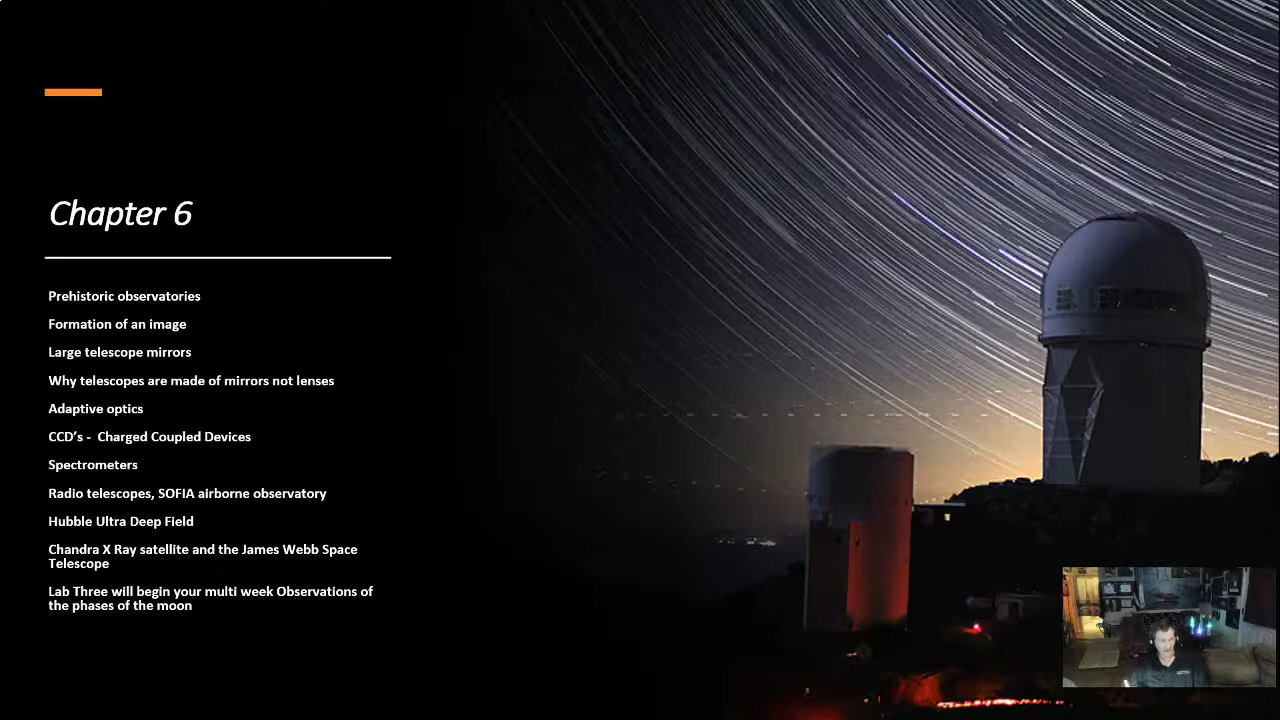 Chapter 6
Prehistoric observatories
Formation of an image
Large telescope mirrors
Why telescopes are made of mirrors not lenses
Adaptive optics
CCD's - Charged Coupled Devices
Spectrometers
Radio telescopes, SOFIA airborne observatory
Hubble Ultra Deep Field
Chandra X Ray satellite and the James Webb Space
Telescope
Lab Three will begin your multi week Observations of
the phases of the moon